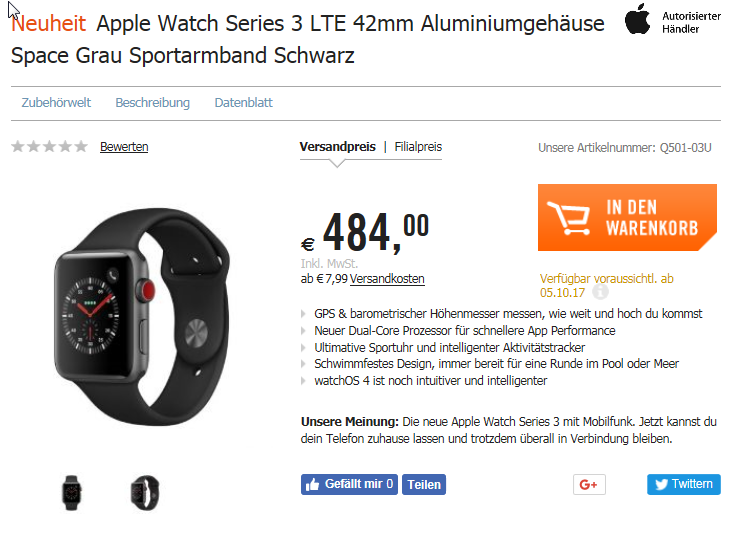 Neuheit Apple Watch Series 3 LTE 42mm Aluminiumgehäuse
Space Grau Sportarmband Schwarz
Autorisierter
Händler
Zubehörwelt Beschreibung Datenblatt
Bewerten
Versandpreis | Filialpreis
Unsere Artikelnummer: Q501-03U
€ 484,00
Inkl. MwSt.
ab € 7,99 Versandkosten
IN DEN
WARENKORB
Verfügbar voraussichtl. ab
05.10.17 i
GPS & barometrischer Höhenmesser messen, wie weit und hoch du kommst
Neuer Dual-Core Prozessor für schnellere App Performance
Ultimative Sportuhr und intelligenter Aktivitätstracker
Schwimmfestes Design, immer bereit für eine Runde im Pool oder Meer
watchOS 4 ist noch intuitiver und intelligenter
Unsere Meinung: Die neue Apple Watch Series 3 mit Mobilfunk. Jetzt kannst du
dein Telefon zuhause lassen und trotzdem überall in Verbindung bleiben.
Gefällt mir 0 Teilen G+ Twittern